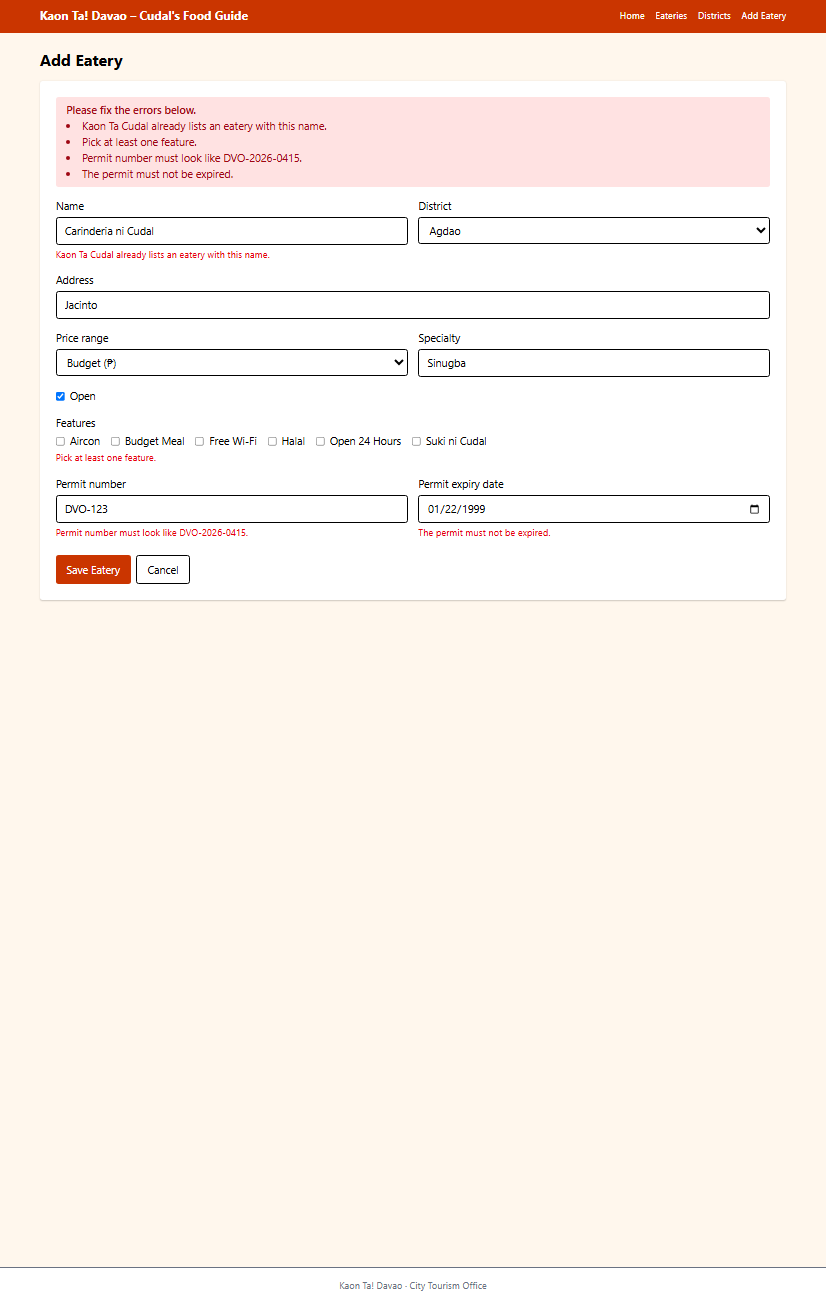 Kaon Ta! Davao – Cudal's Food Guide
Home Eateries Districts Add Eatery
Add Eatery
Please fix the errors below.
• Kaon Ta Cudal already lists an eatery with this name.
• Pick at least one feature.
• Permit number must look like DVO-2026-0415.
• The permit must not be expired.
Name District
Carinderia ni Cudal Agdao
Kaon Ta Cudal already lists an eatery with this name.
Address
Jacinto
Price range Specialty
Budget (₱) Sinugba
Open
Features
Aircon Budget Meal Free Wi-Fi Halal Open 24 Hours Suki ni Cudal
Pick at least one feature.
Permit number Permit expiry date
DVO-123 01/22/1999
Permit number must look like DVO-2026-0415. The permit must not be expired.
Save Eatery Cancel
Kaon Ta! Davao · City Tourism Office